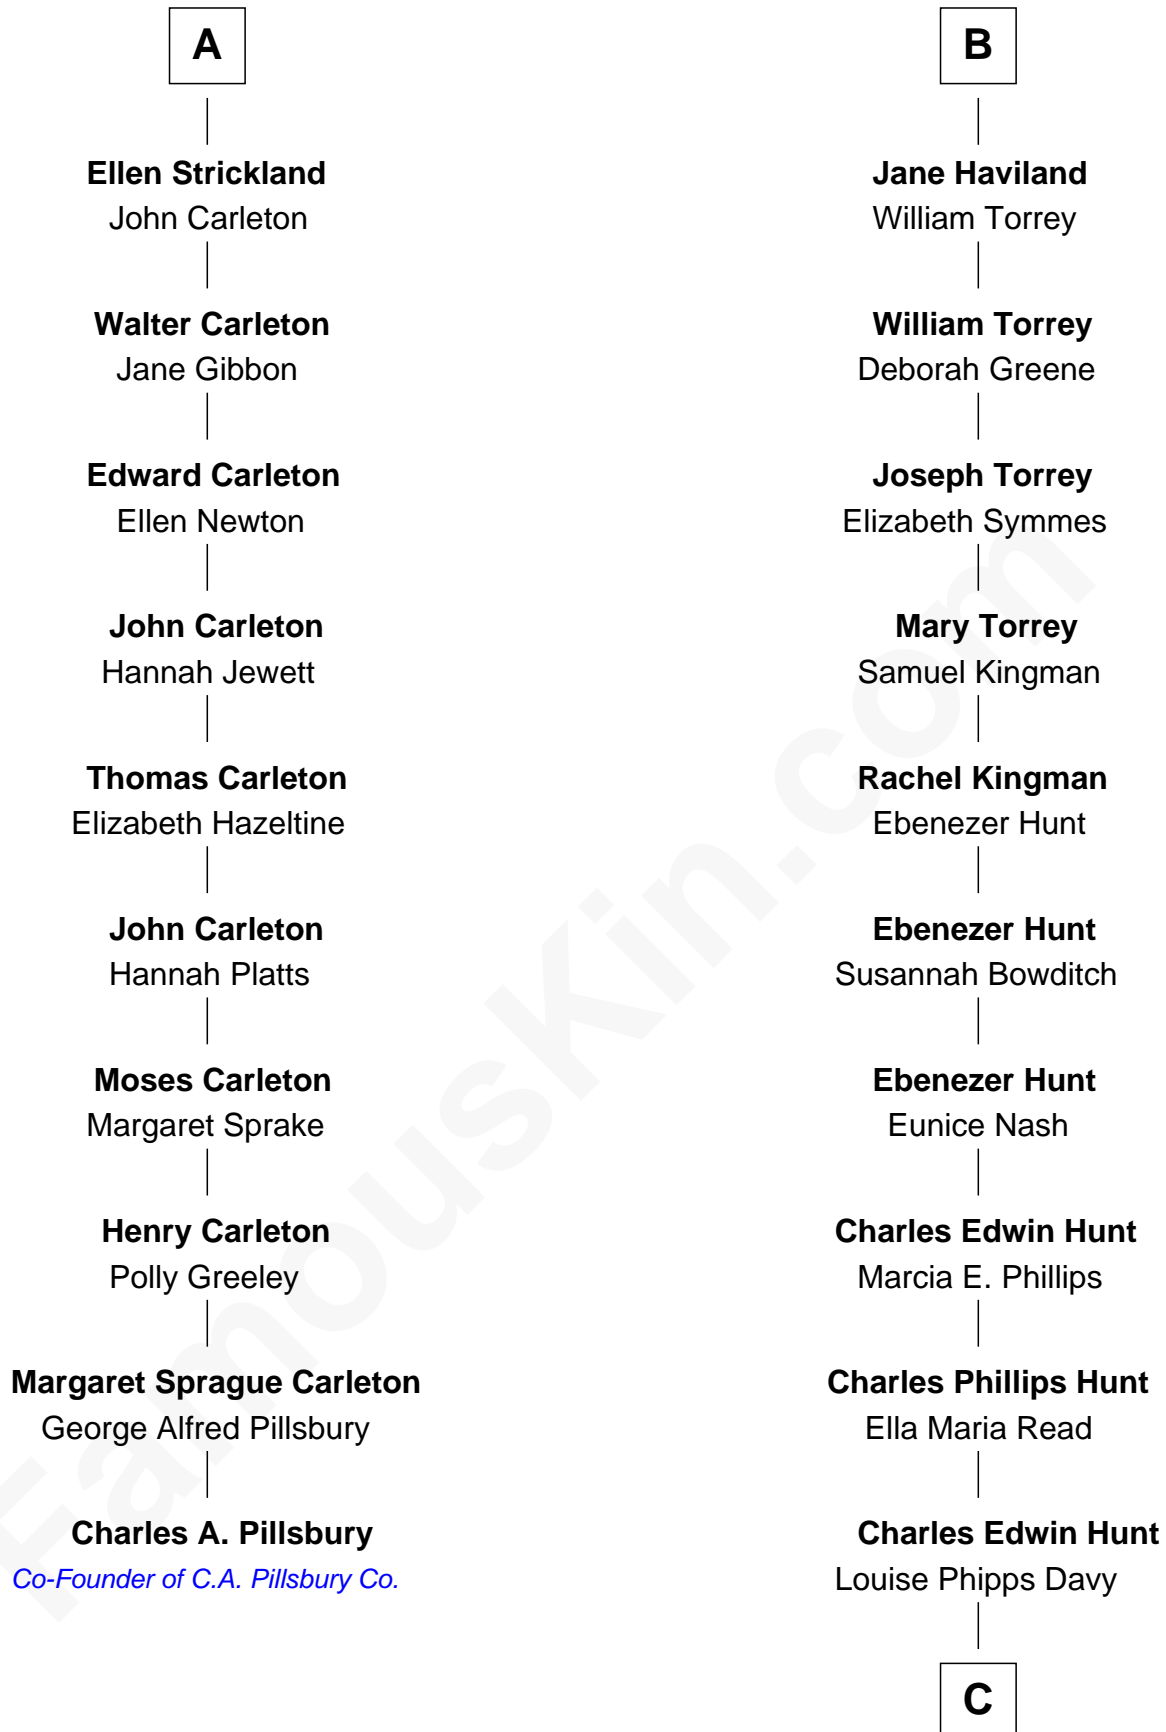 A
Ellen Strickland
John Carleton
Walter Carleton
Jane Gibbon
Edward Carleton
Ellen Newton
John Carleton
Hannah Jewett
Thomas Carleton
Elizabeth Hazeltine
John Carleton
Hannah Platts
Moses Carleton
Margaret Sprake
Henry Carleton
Polly Greeley
Margaret Sprague Carleton
George Alfred Pillsbury
Charles A. Pillsbury
Co-Founder of C.A. Pillsbury Co.
B
Jane Haviland
William Torrey
William Torrey
Deborah Greene
Joseph Torrey
Elizabeth Symmes
Mary Torrey
Samuel Kingman
Rachel Kingman
Ebenezer Hunt
Ebenezer Hunt
Susannah Bowditch
Ebenezer Hunt
Eunice Nash
Charles Edwin Hunt
Marcia E. Phillips
Charles Phillips Hunt
Ella Maria Read
Charles Edwin Hunt
Louise Phipps Davy
C
FamousKin.com